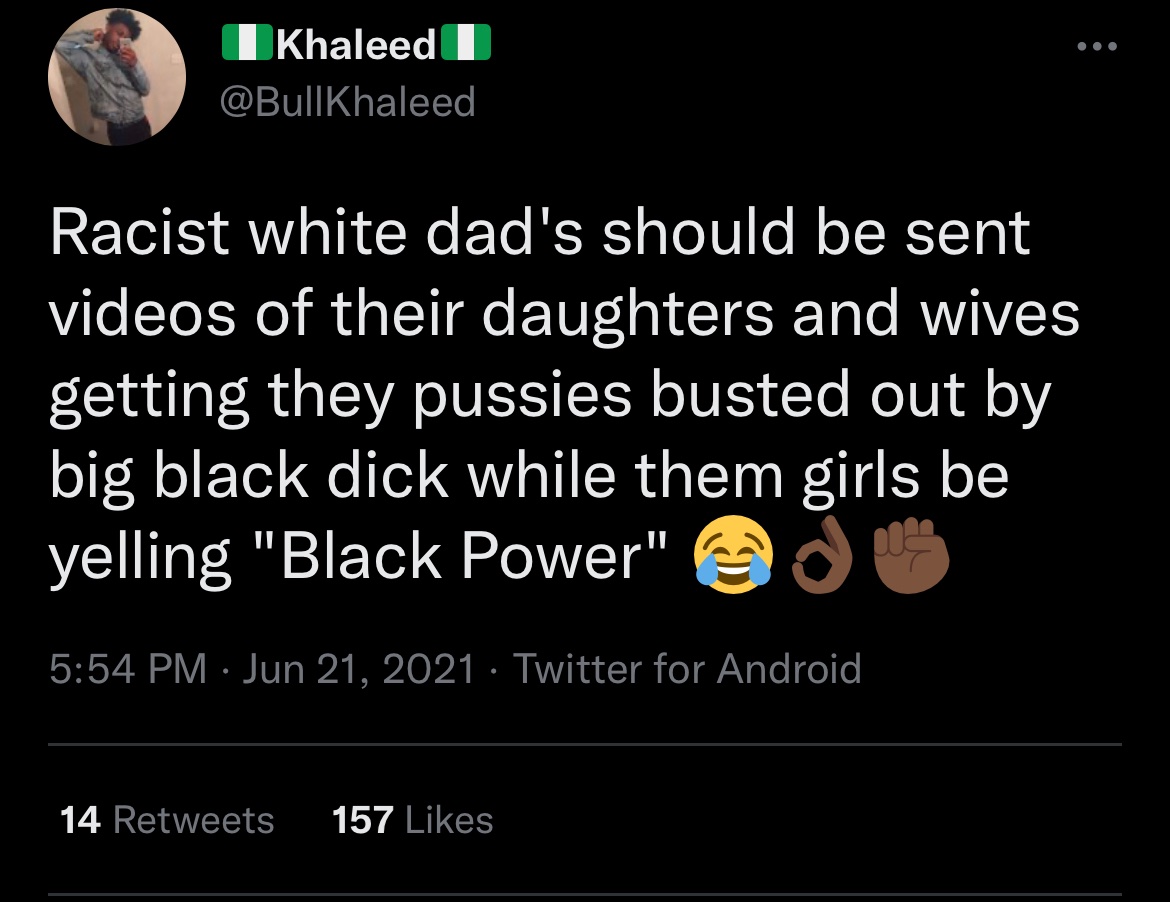 🇳🇬Khaleed🇳🇬
@BullKhaleed
Racist white dad's should be sent
videos of their daughters and wives
getting they pussies busted out by
big black dick while them girls be
yelling "Black Power" 😂👌🏾✊🏾
5:54 PM · Jun 21, 2021 · Twitter for Android
14 Retweets 157 Likes